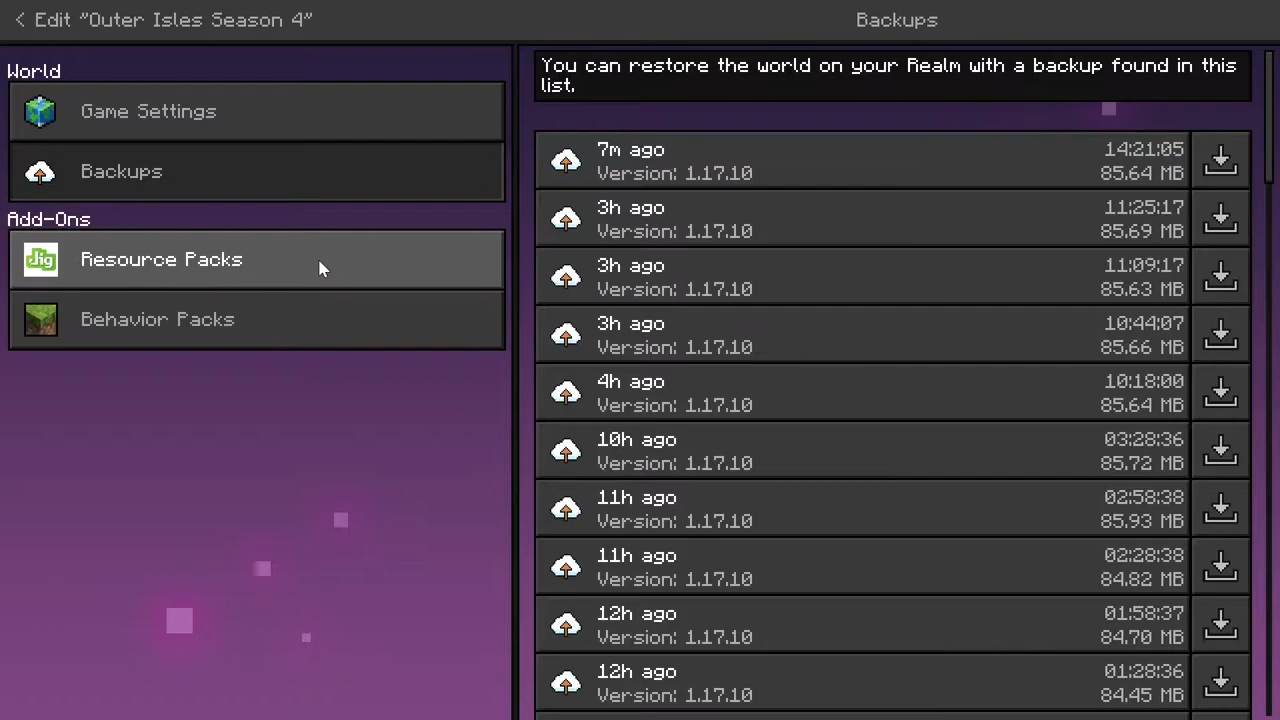 < Edit "Outer Isles Season 4"
Backups
World
Game Settings
Backups
Add-Ons
Jig
Resource Packs
Behavior Packs
You can restore the world on your Realm with a backup found in this
list.
7m ago 14:21:05
Version: 1.17.10 85.64 MB
3h ago 11:25:17
Version: 1.17.10 85.69 MB
3h ago 11:09:17
Version: 1.17.10 85.63 MB
3h ago 10:44:07
Version: 1.17.10 85.66 MB
4h ago 10:18:00
Version: 1.17.10 85.64 MB
10h ago 03:28:36
Version: 1.17.10 85.72 MB
11h ago 02:58:38
Version: 1.17.10 85.93 MB
11h ago 02:28:38
Version: 1.17.10 84.82 MB
12h ago 01:58:37
Version: 1.17.10 84.70 MB
12h ago 01:28:36
Version: 1.17.10 84.45 MB